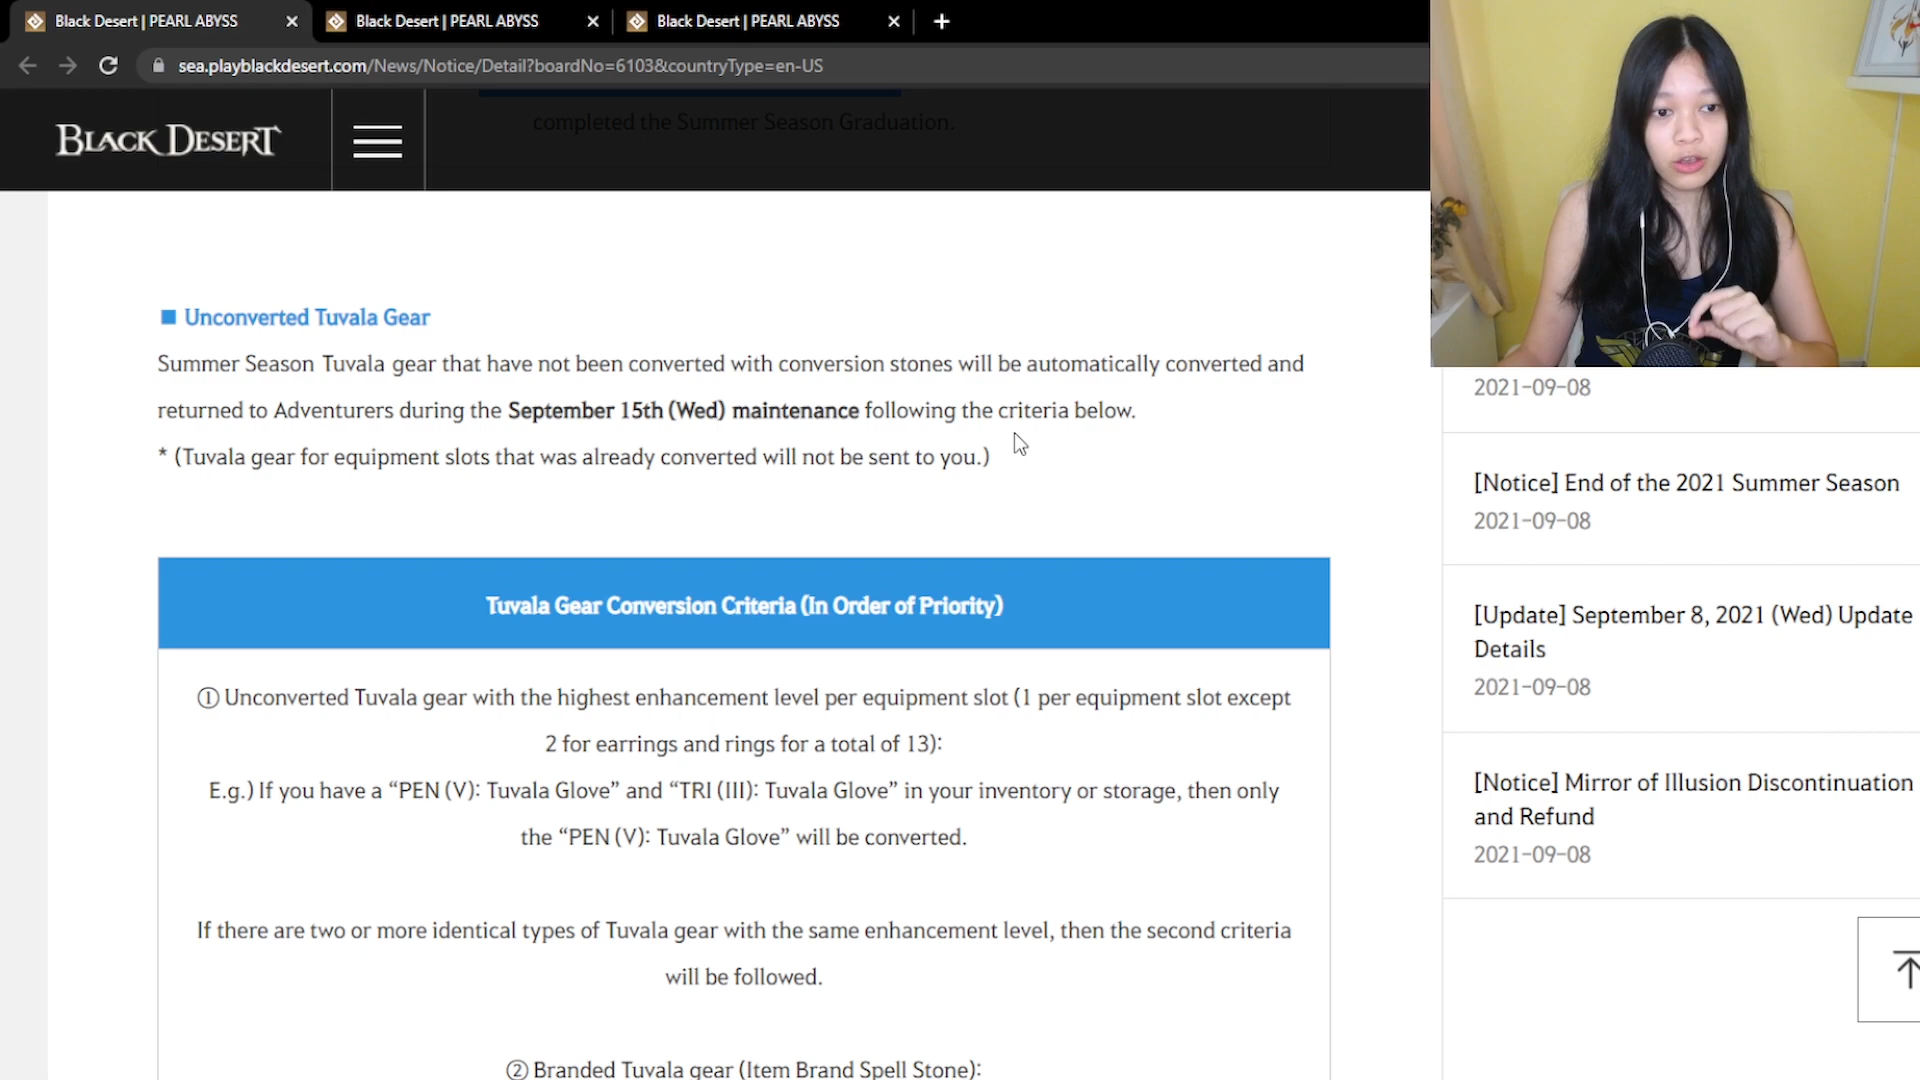 Black Desert | PEARL ABYSS
Black Desert | PEARL ABYSS
Black Desert | PEARL ABYSS
sea.playblackdesert.com/News/Notice/Detail?boardNo=6103&countryType=en-US
BLACK DESERT
completed the Summer Season Graduation.
Unconverted Tuvala Gear
Summer Season Tuvala gear that have not been converted with conversion stones will be automatically converted and
returned to Adventurers during the September 15th (Wed) maintenance following the criteria below.
* (Tuvala gear for equipment slots that was already converted will not be sent to you.)
Tuvala Gear Conversion Criteria (In Order of Priority)
① Unconverted Tuvala gear with the highest enhancement level per equipment slot (1 per equipment slot except
2 for earrings and rings for a total of 13):
E.g.) If you have a “PEN (V): Tuvala Glove” and “TRI (III): Tuvala Glove” in your inventory or storage, then only
the “PEN (V): Tuvala Glove” will be converted.
If there are two or more identical types of Tuvala gear with the same enhancement level, then the second criteria
will be followed.
② Branded Tuvala gear (Item Brand Spell Stone):
2021-09-08
[Notice] End of the 2021 Summer Season
2021-09-08
[Update] September 8, 2021 (Wed) Update
Details
2021-09-08
[Notice] Mirror of Illusion Discontinuation
and Refund
2021-09-08